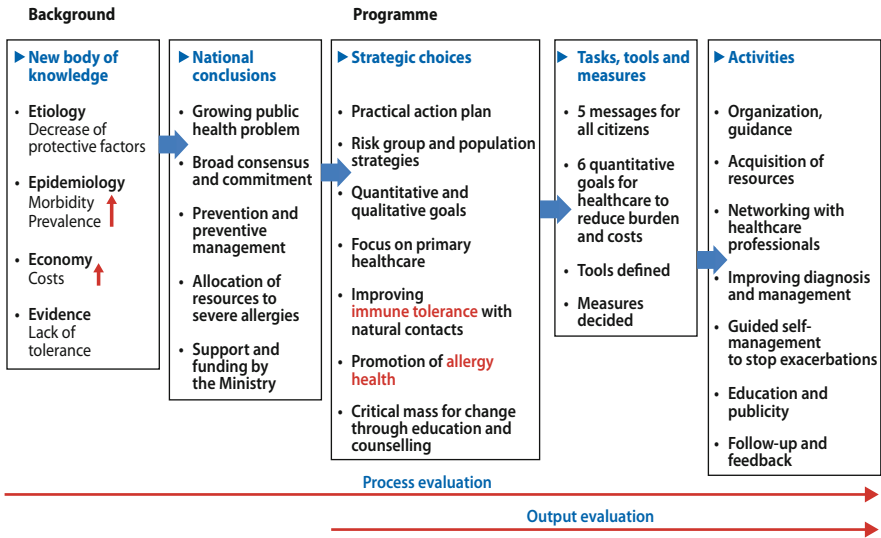 Background
Programme
▶ New body of
knowledge
• Etiology
Decrease of
protective factors
• Epidemiology
Morbidity
Prevalence
• Economy
Costs
• Evidence
Lack of
tolerance
▶ National
conclusions
• Growing public
health problem
• Broad consensus
and commitment
• Prevention and
preventive
management
• Allocation of
resources to
severe allergies
• Support and
funding by
the Ministry
▶ Strategic choices
• Practical action plan
• Risk group and population
strategies
• Quantitative and
qualitative goals
• Focus on primary
healthcare
• Improving
immune tolerance with
natural contacts
• Promotion of allergy
health
• Critical mass for change
through education and
counselling
▶ Tasks, tools and
measures
• 5 messages for
all citizens
• 6 quantitative
goals for
healthcare to
reduce burden
and costs
• Tools defined
• Measures
decided
▶ Activities
• Organization,
guidance
• Acquisition of
resources
• Networking with
healthcare
professionals
• Improving diagnosis
and management
• Guided self-
management
to stop exacerbations
• Education and
publicity
• Follow-up and
feedback
Process evaluation
Output evaluation